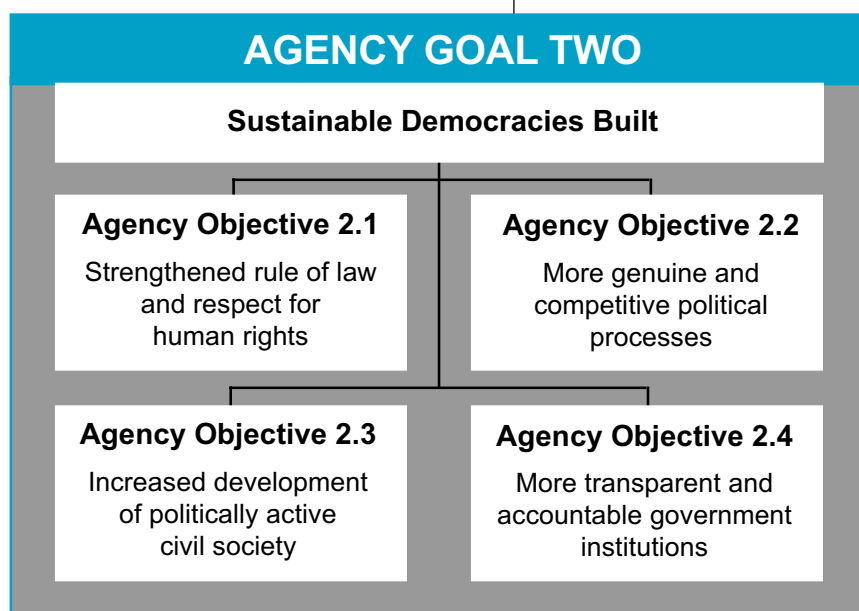 AGENCY GOAL TWO
Sustainable Democracies Built
Agency Objective 2.1
Strengthened rule of law
and respect for
human rights
Agency Objective 2.2
More genuine and
competitive political
processes
Agency Objective 2.3
Increased development
of politically active
civil society
Agency Objective 2.4
More transparent and
accountable government
institutions